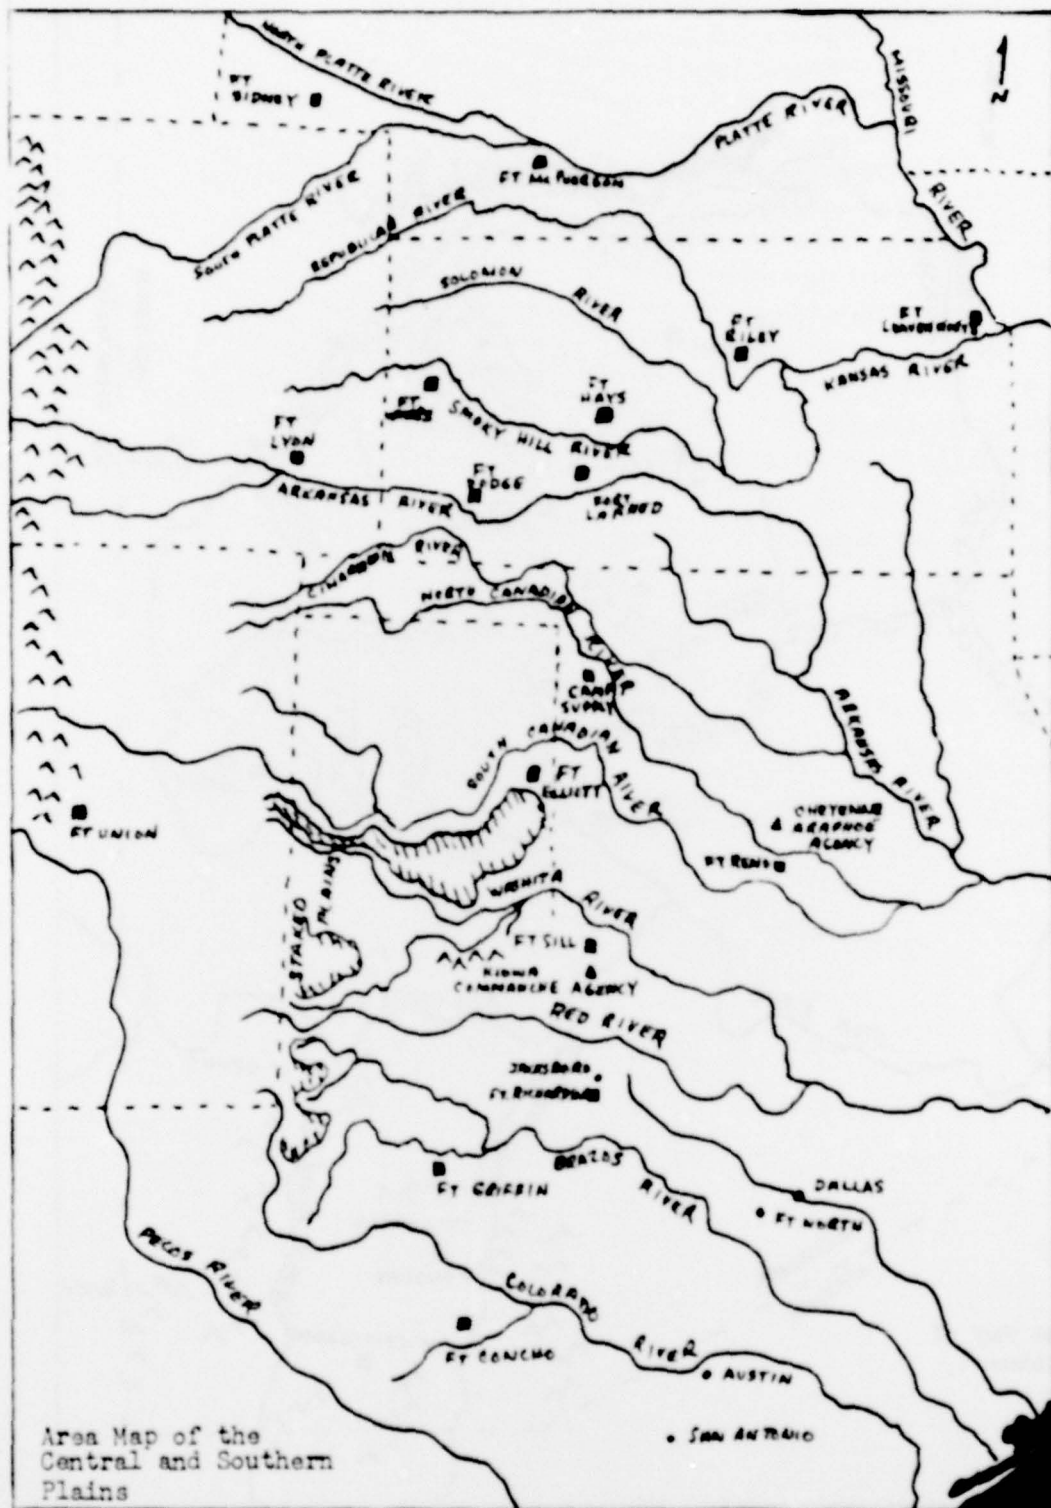 NORTH PLATTE RIVER
MISSOURI
RIVER
N
FT
SIDNEY
PLATTE RIVER
FT McPHERSON
SOUTH PLATTE RIVER
REPUBLICAN RIVER
SOLOMON
RIVER
FT
RILEY
FT
KANSAS RIVER
FT
FT
HAYS
SMOKY HILL RIVER
FT
LYON
FT
DODGE
ARKANSAS RIVER
FORT
LARNED
CIMARRON RIVER
NORTH CANADIAN
RIVER
CAMP
SUPPLY
SOUTH CANADIAN
RIVER
ARKANSAS RIVER
FT
ELLIOTT
FT UNION
CHEYENNE
ARAPHOE
AGENCY
FT RENO
STAKED
PLAINS
WASHITA
RIVER
FT SILL
KIOWA
COMMANCHE AGENCY
RED RIVER
JACKSBORO
FT. RICHARDSON
BRAZOS
RIVER
FT GRIFFIN
DALLAS
FT WORTH
PECOS RIVER
COLORADO
RIVER
FT CONCHO
AUSTIN
SAN ANTONIO
Area Map of the
Central and Southern
Plains